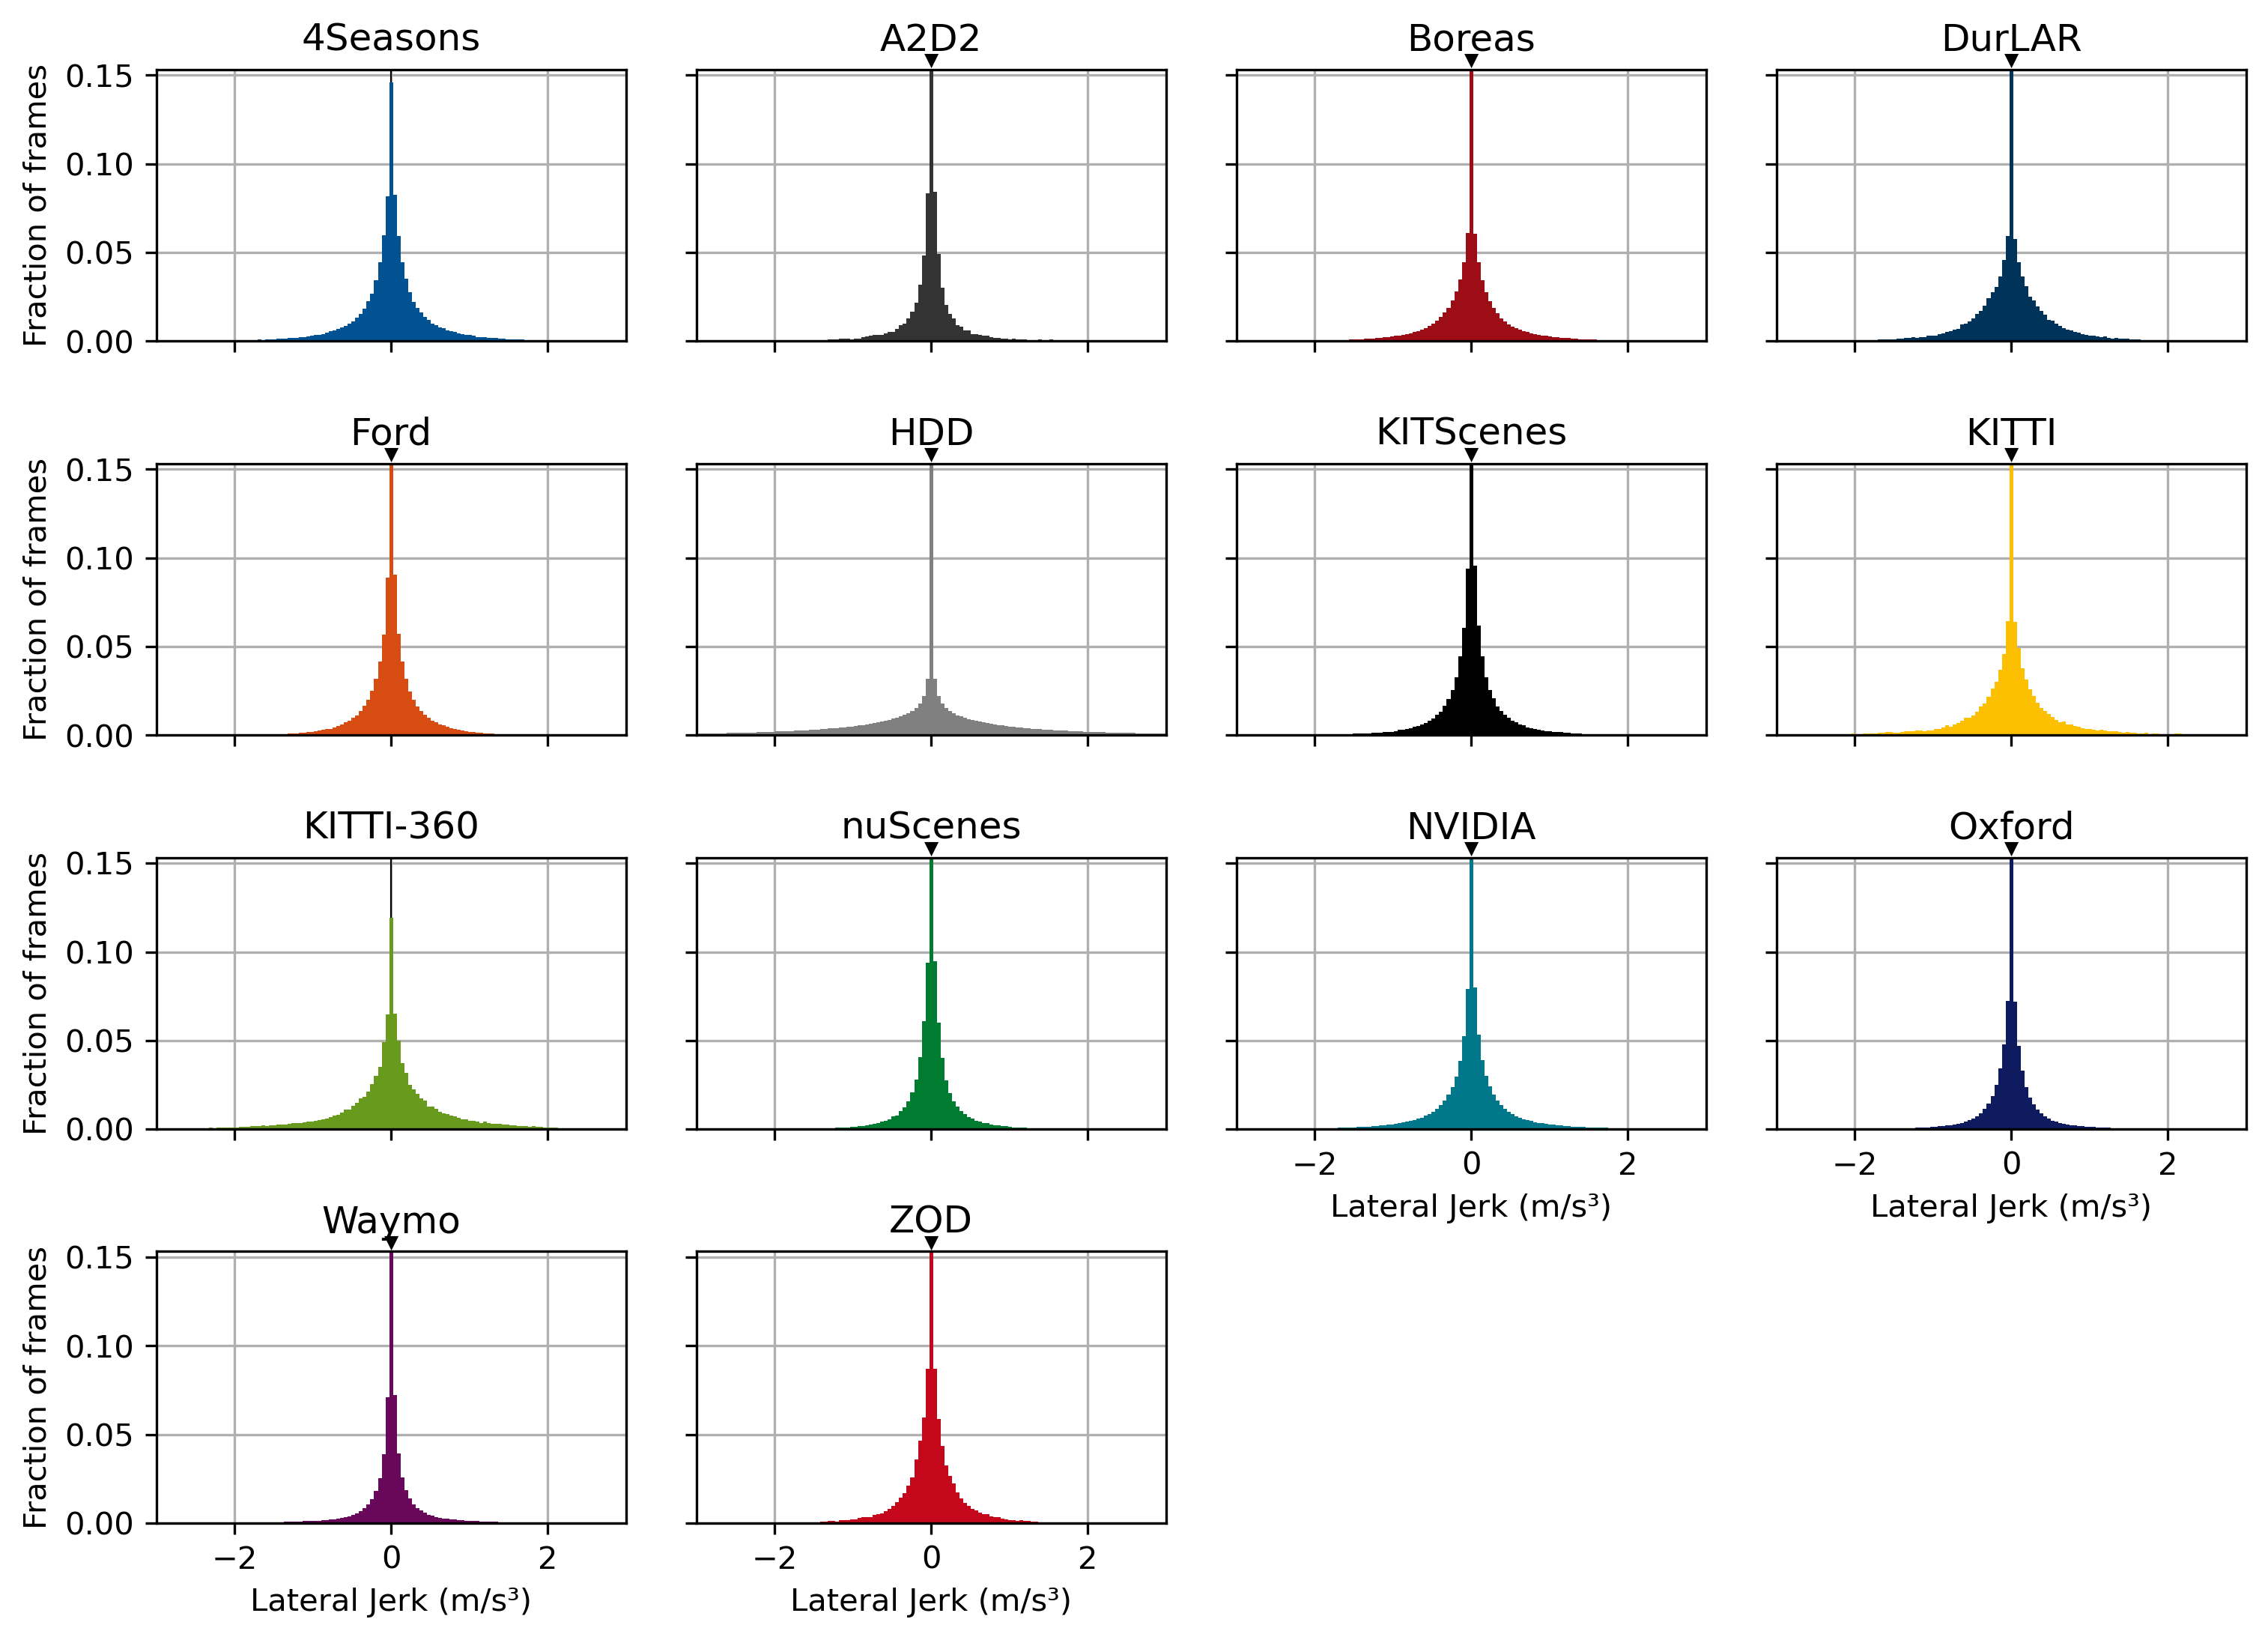 4Seasons
A2D2
Boreas
DurLAR
Fraction of frames
0.15
0.10
0.05
0.00
Ford
HDD
KITScenes
KITTI
Fraction of frames
0.15
0.10
0.05
0.00
KITTI-360
nuScenes
NVIDIA
Oxford
Fraction of frames
0.15
0.10
0.05
0.00
−2 0 2
Lateral Jerk (m/s³)
−2 0 2
Lateral Jerk (m/s³)
Waymo
ZOD
Fraction of frames
0.15
0.10
0.05
0.00
−2 0 2
Lateral Jerk (m/s³)
−2 0 2
Lateral Jerk (m/s³)